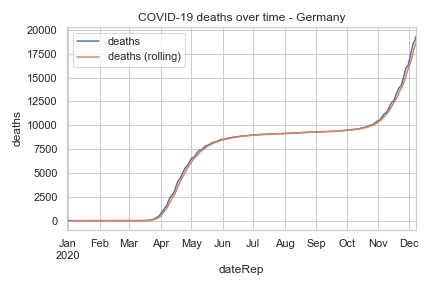 COVID-19 deaths over time - Germany
deaths
deaths (rolling)
20000
17500
15000
12500
10000
7500
5000
2500
0
deaths
Jan Feb Mar Apr May Jun Jul Aug Sep Oct Nov Dec
2020
dateRep